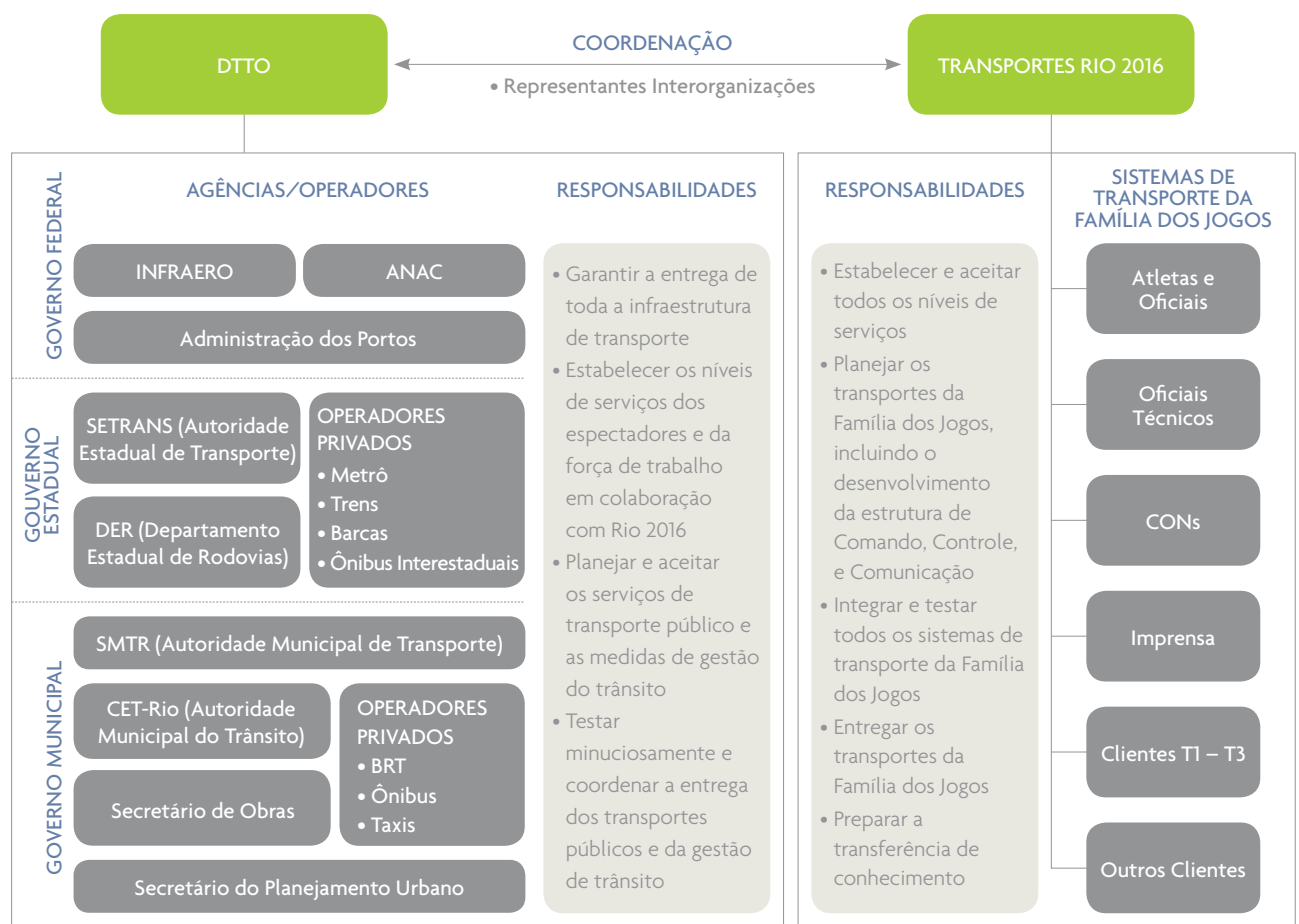 DTTO
COORDENAÇÃO
• Representantes Interorganizações
TRANSPORTES RIO 2016
GOVERNO FEDERAL
AGÊNCIAS/OPERADORES
INFRAERO
ANAC
Administração dos Portos
GOUVERNO
ESTADUAL
SETRANS (Autoridade
Estadual de Transporte)
DER (Departamento
Estadual de Rodovias)
OPERADORES
PRIVADOS
• Metrô
• Trens
• Barcas
• Ônibus Interestaduais
GOVERNO MUNICIPAL
SMTR (Autoridade Municipal de Transporte)
CET-Rio (Autoridade
Municipal do Trânsito)
Secretário de Obras
OPERADORES
PRIVADOS
• BRT
• Ônibus
• Taxis
Secretário do Planejamento Urbano
RESPONSABILIDADES
• Garantir a entrega de
toda a infraestrutura
de transporte
• Estabelecer os níveis
de serviços dos
espectadores e da
força de trabalho
em colaboração
com Rio 2016
• Planejar e aceitar
os serviços de
transporte público e
as medidas de gestão
do trânsito
• Testar
minuciosamente e
coordenar a entrega
dos transportes
públicos e da gestão
de trânsito
RESPONSABILIDADES
• Estabelecer e aceitar
todos os níveis de
serviços
• Planejar os
transportes da
Família dos Jogos,
incluindo o
desenvolvimento
da estrutura de
Comando, Controle,
e Comunicação
• Integrar e testar
todos os sistemas de
transporte da Família
dos Jogos
• Entregar os
transportes da
Família dos Jogos
• Preparar a
transferência de
conhecimento
SISTEMAS DE
TRANSPORTE DA
FAMÍLIA DOS JOGOS
Atletas e
Oficiais
Oficiais
Técnicos
CONs
Imprensa
Clientes T1 – T3
Outros Clientes